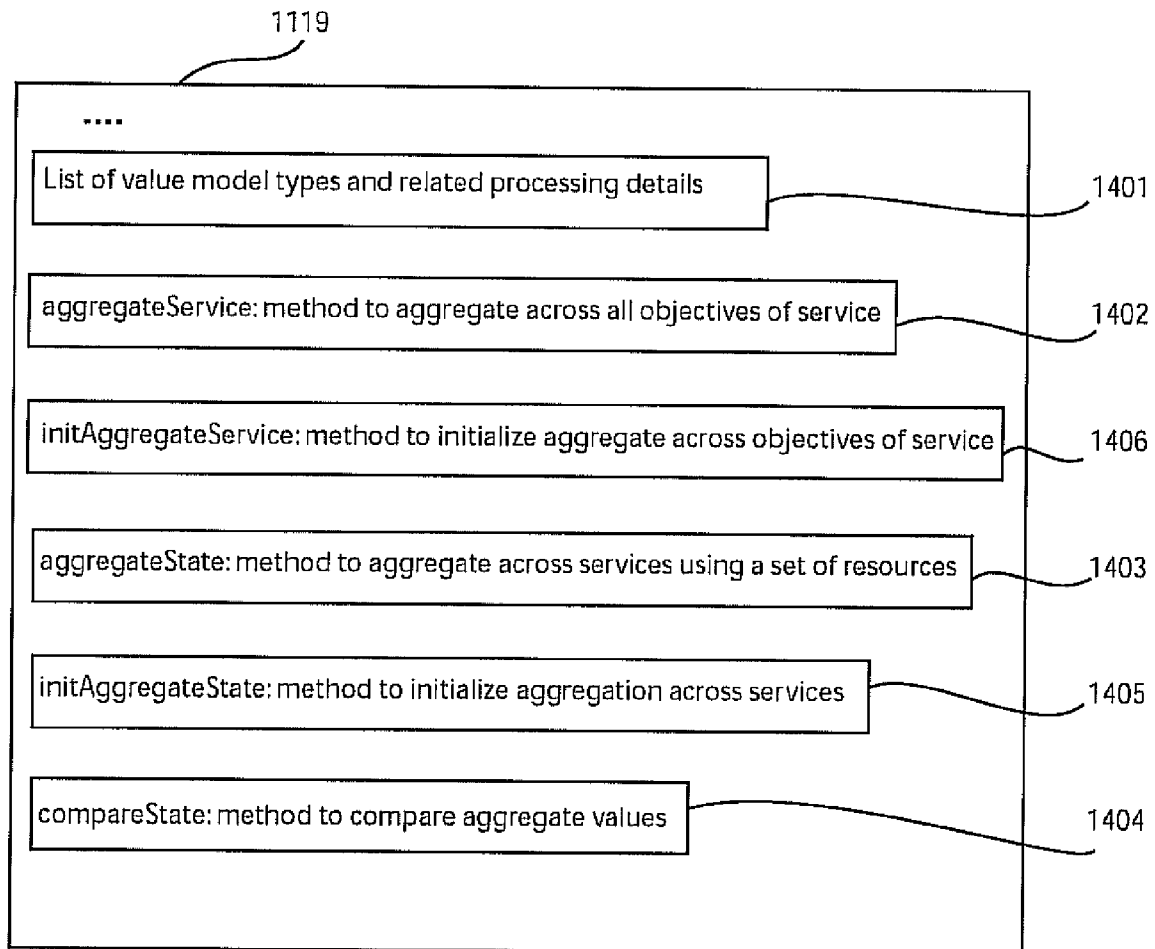 1119
....
List of value model types and related processing details
1401
aggregateService: method to aggregate across all objectives of service
1402
initAggregateService: method to initialize aggregate across objectives of service
1406
aggregateState: method to aggregate across services using a set of resources
1403
initAggregateState: method to initialize aggregation across services
1405
compareState: method to compare aggregate values
1404